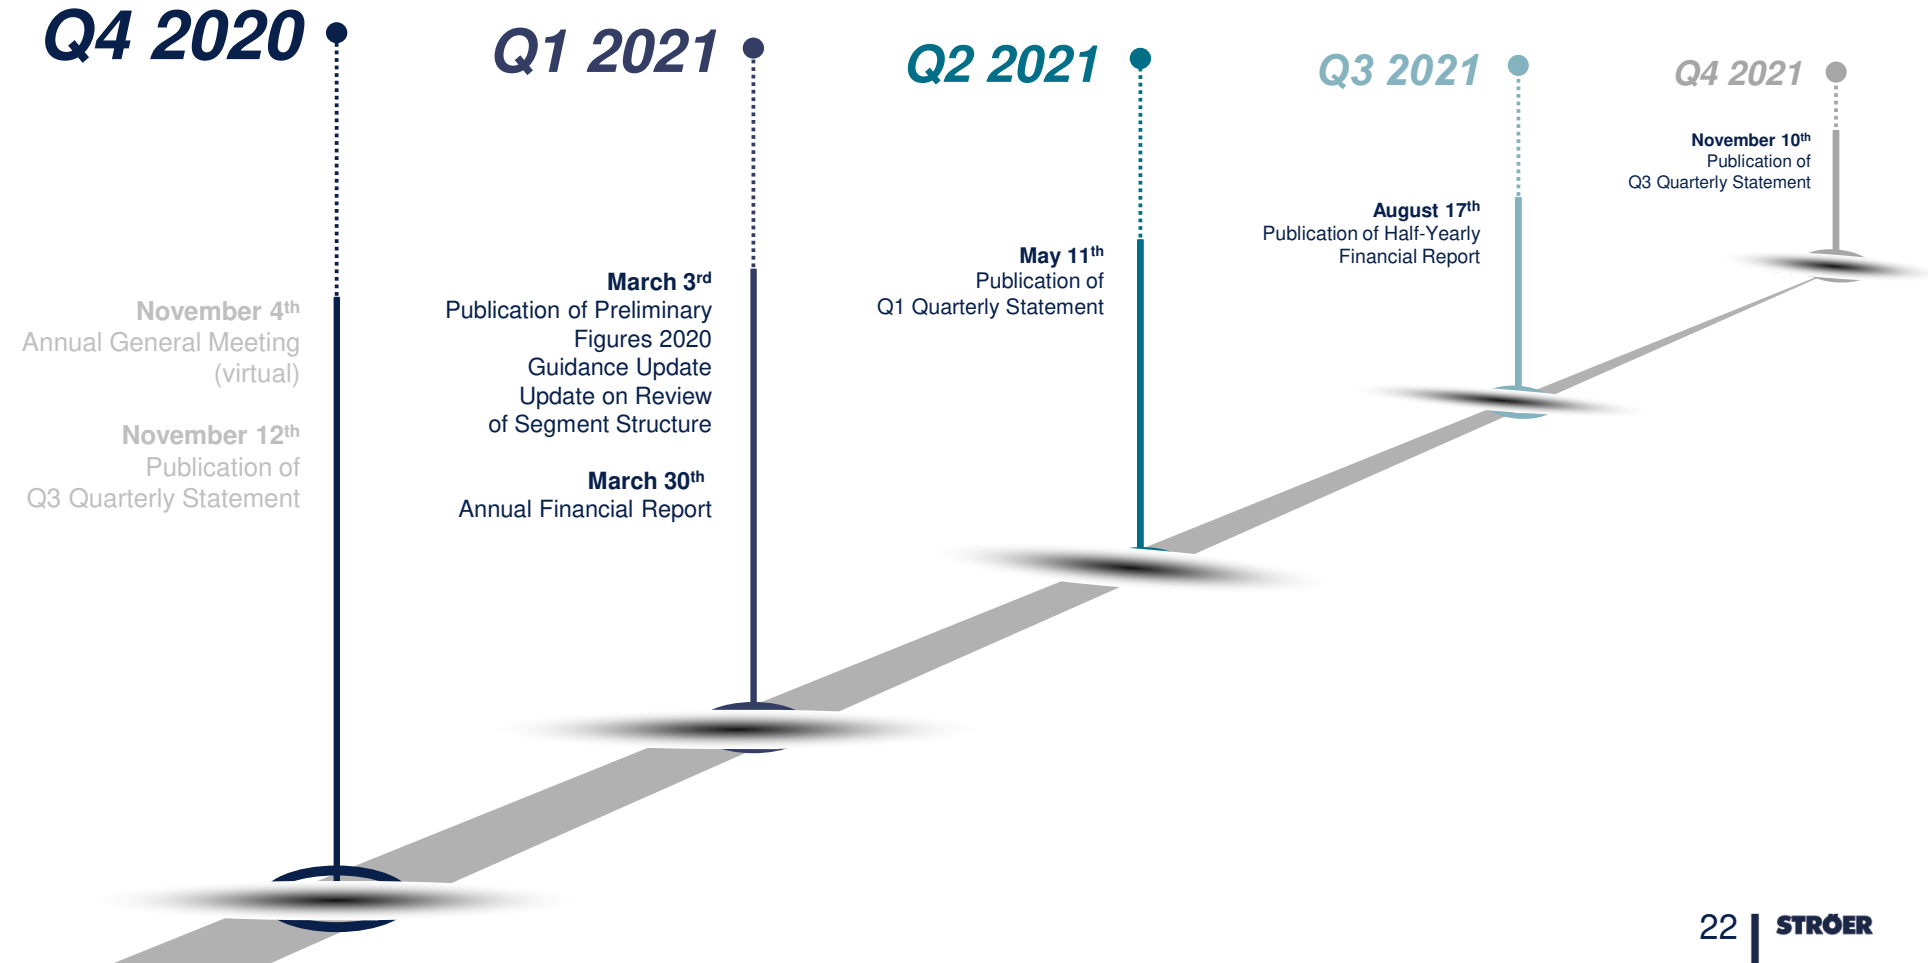 Q4 2020
November 4th
Annual General Meeting
(virtual)
November 12th
Publication of
Q3 Quarterly Statement
Q1 2021
March 3rd
Publication of Preliminary
Figures 2020
Guidance Update
Update on Review
of Segment Structure
March 30th
Annual Financial Report
Q2 2021
May 11th
Publication of
Q1 Quarterly Statement
Q3 2021
August 17th
Publication of Half-Yearly
Financial Report
Q4 2021
November 10th
Publication of
Q3 Quarterly Statement
22
STRÖER